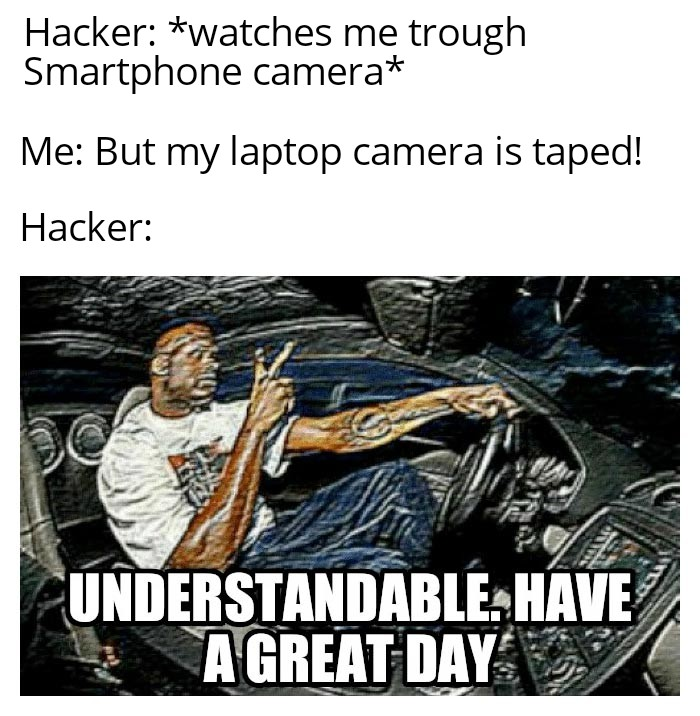 Hacker: *watches me trough
Smartphone camera*
Me: But my laptop camera is taped!
Hacker:
UNDERSTANDABLE. HAVE
A GREAT DAY